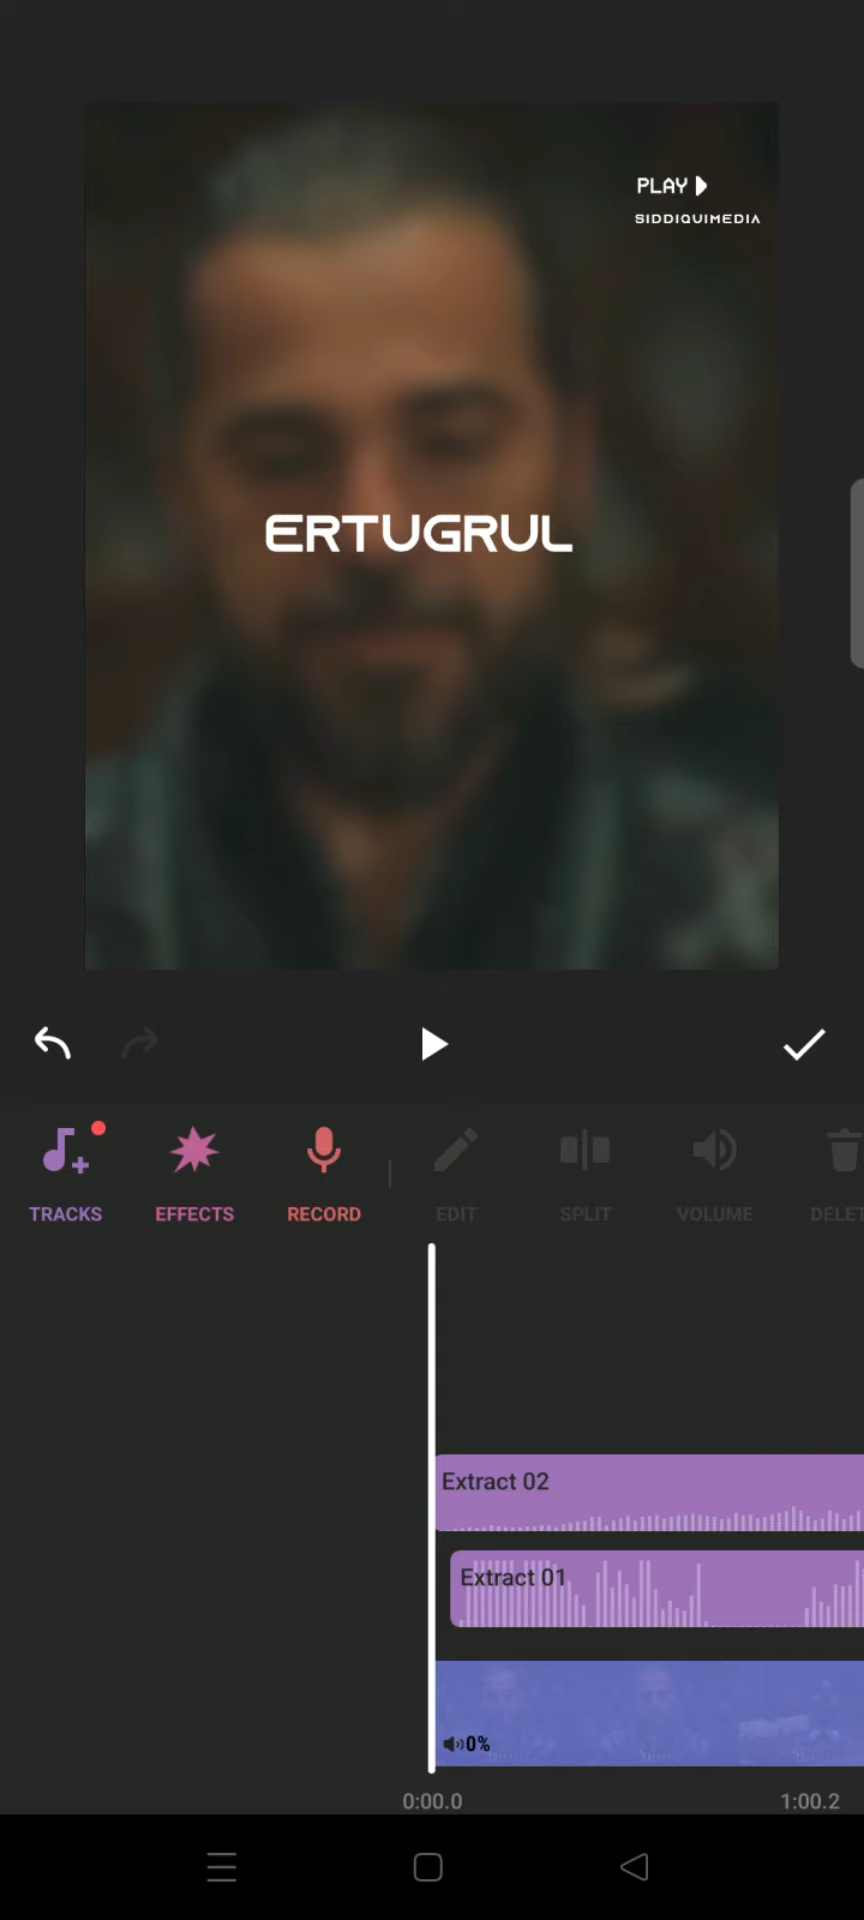 PLAY
SIDDIQUIMEDIA
ERTUGRUL
TRACKS
EFFECTS
RECORD
EDIT
SPLIT
VOLUME
DELET
Extract 02
Extract 01
0%
0:00.0
1:00.2